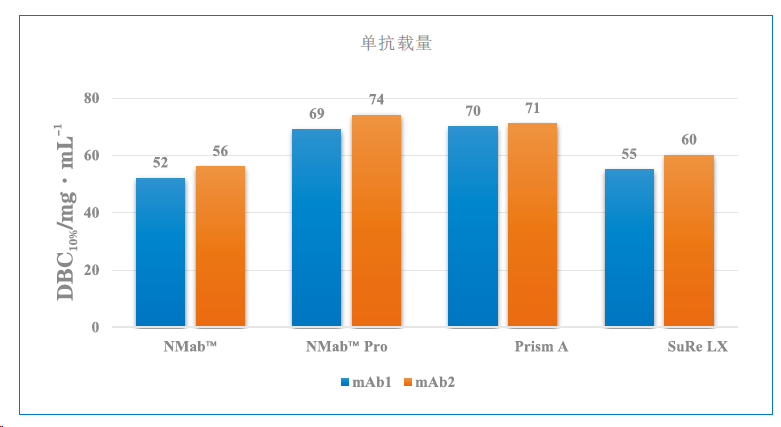 单抗载量
DBC10%/mg · mL-1
80
60
40
20
0
52
56
69
74
70
71
55
60
NMab™
NMab™ Pro
Prism A
SuRe LX
mAb1
mAb2